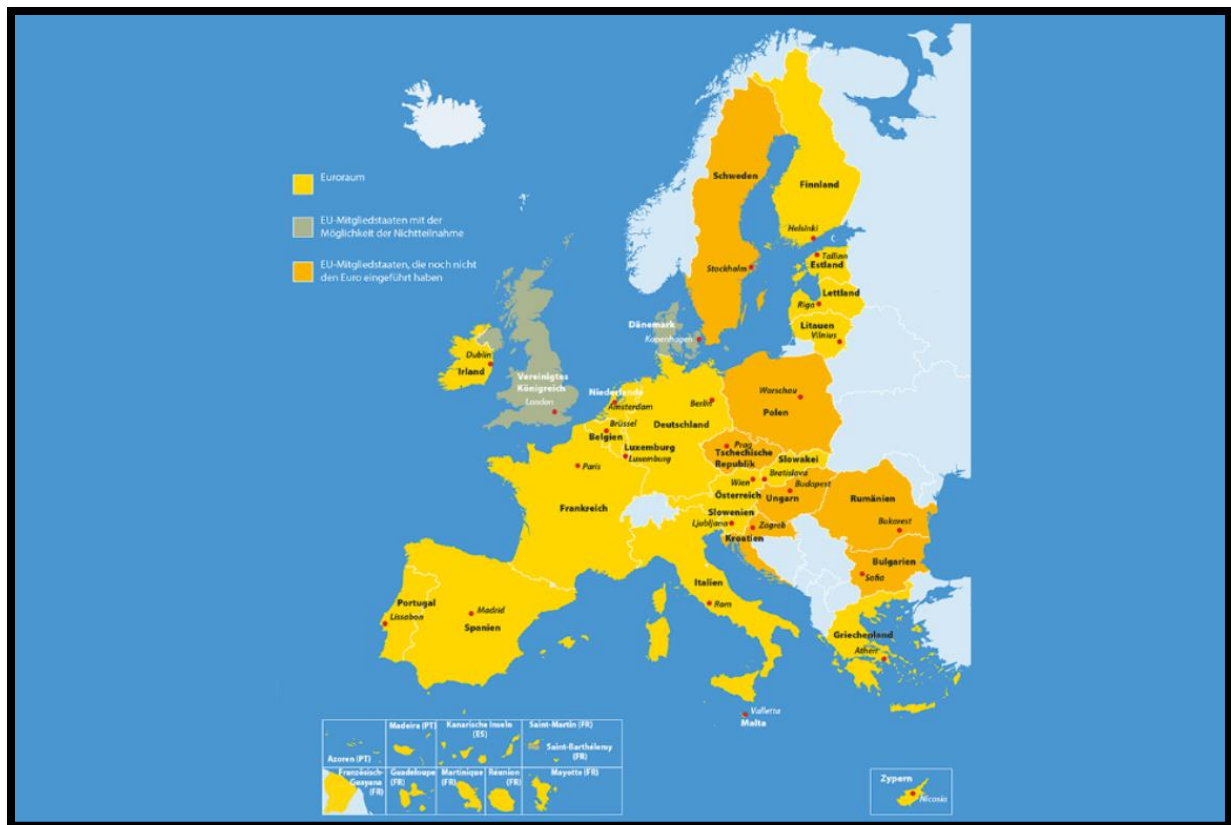 Euroraum
EU-Mitgliedstaaten mit der
Möglichkeit der Nichtteilnahme
EU-Mitgliedstaaten, die noch nicht
den Euro eingeführt haben
Schweden
Finnland
Helsinki
Tallinn
Estland
Stockholm
Lettland
Riga
Litauen
Vilnius
Dänemark
Kopenhagen
Dublin
Irland
Vereinigtes
Königreich
London
Niederlande
Amsterdam
Berlin
Warschau
Polen
Brüssel
Belgien
Deutschland
Luxemburg
Luxemburg
Prag
Tschechische
Republik
Slowakei
Bratislava
Paris
Wien
Budapest
Österreich
Ungarn
Rumänien
Frankreich
Slowenien
Ljubljana
Zagreb
Kroatien
Bukarest
Bulgarien
Sofia
Italien
Rom
Portugal
Lissabon
Madrid
Spanien
Griechenland
Athen
Valletta
Malta
Azoren (PT)
Madeira (PT)
Kanarische Inseln
(ES)
Saint-Martin (FR)
Saint-Barthélemy
(FR)
Französisch-
Guayana
(FR)
Guadeloupe
(FR)
Martinique
(FR)
Réunion
(FR)
Mayotte (FR)
Zypern
Nicosia